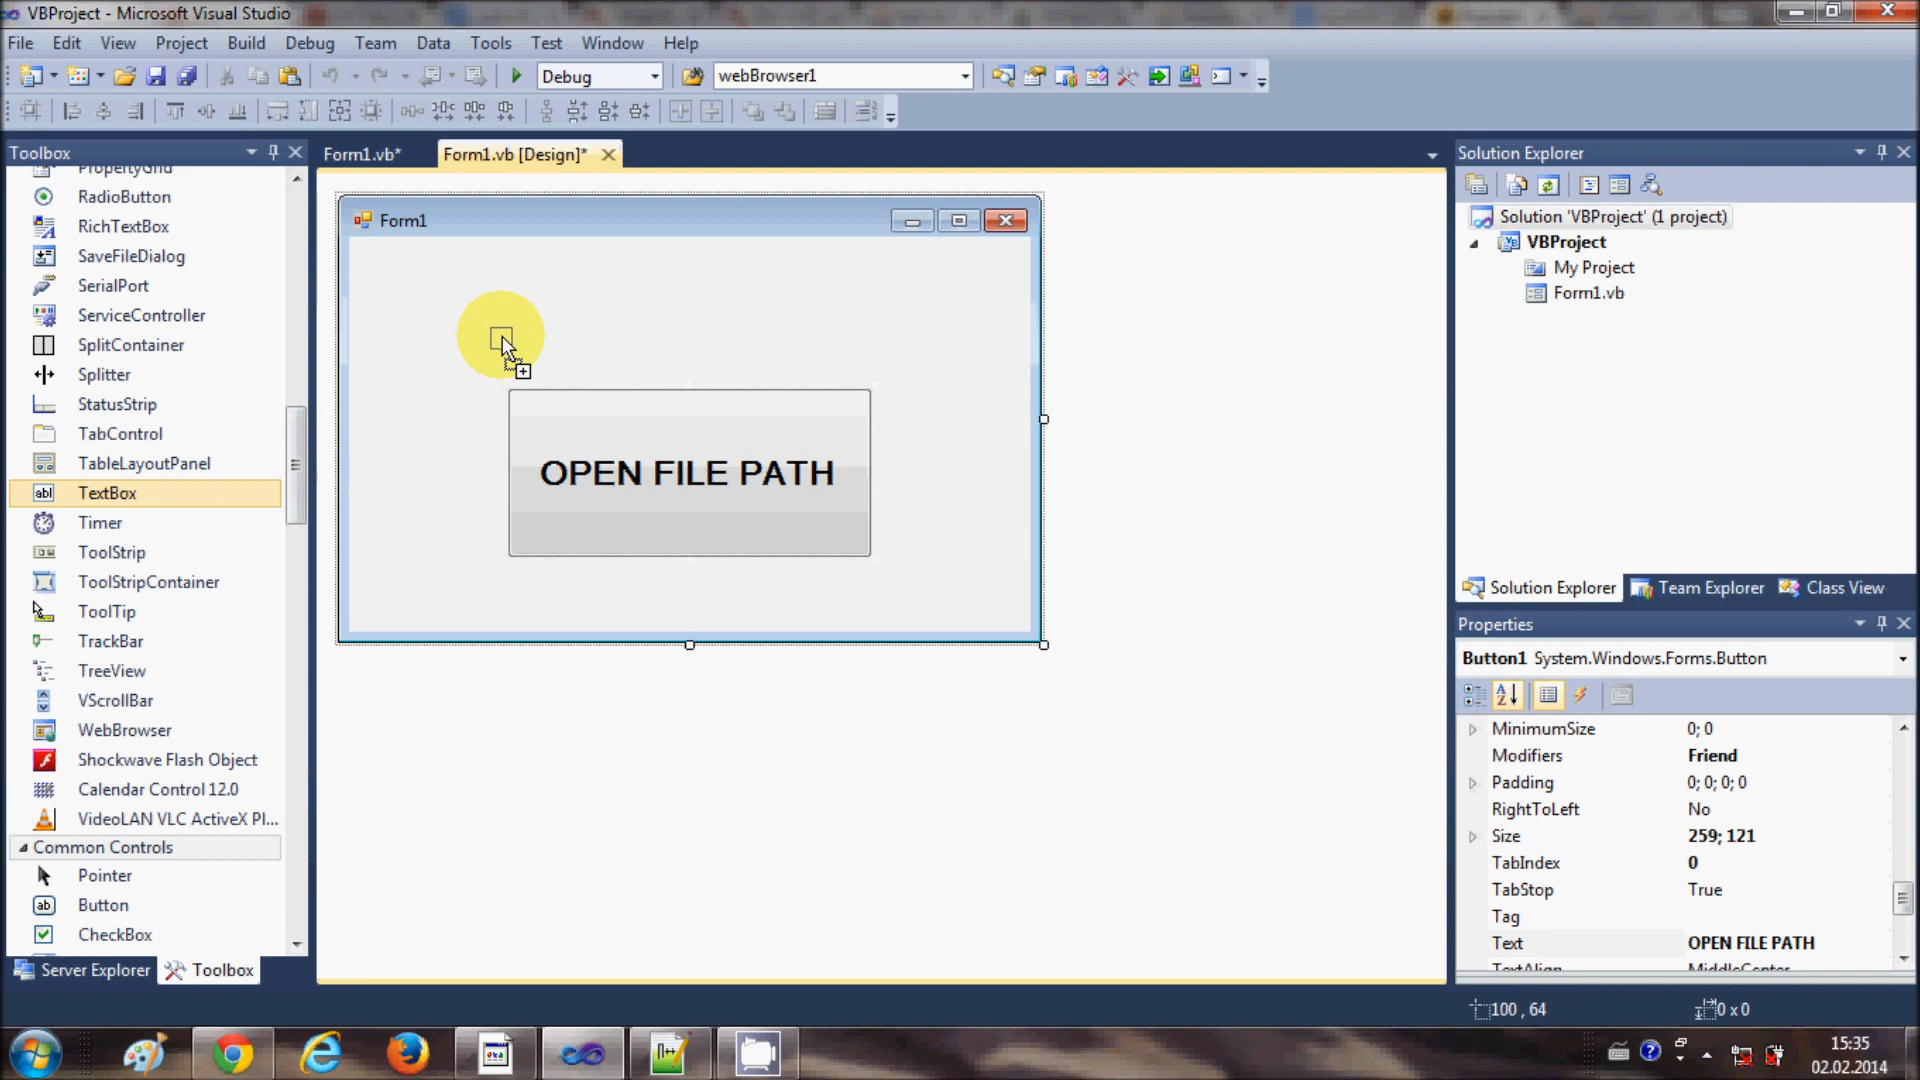 VBProject - Microsoft Visual Studio
File Edit View Project Build Debug Team Data Tools Test Window Help
Debug webBrowser1
Toolbox
Form1.vb* Form1.vb [Design]*
Solution Explorer
PropertyGrid
RadioButton
RichTextBox
SaveFileDialog
SerialPort
ServiceController
SplitContainer
Splitter
StatusStrip
TabControl
TableLayoutPanel
TextBox
Timer
ToolStrip
ToolStripContainer
ToolTip
TrackBar
TreeView
VScrollBar
WebBrowser
Shockwave Flash Object
Calendar Control 12.0
VideoLAN VLC ActiveX Pl...
Common Controls
Pointer
Button
CheckBox
Server Explorer Toolbox
Form1
OPEN FILE PATH
Solution 'VBProject' (1 project)
VBProject
My Project
Form1.vb
Solution Explorer Team Explorer Class View
Properties
Button1 System.Windows.Forms.Button
MinimumSize 0; 0
Modifiers Friend
Padding 0; 0; 0; 0
RightToLeft No
Size 259; 121
TabIndex 0
TabStop True
Tag
Text OPEN FILE PATH
TextAlign MiddleCenter
100 , 64 0 x 0
15:35
02.02.2014